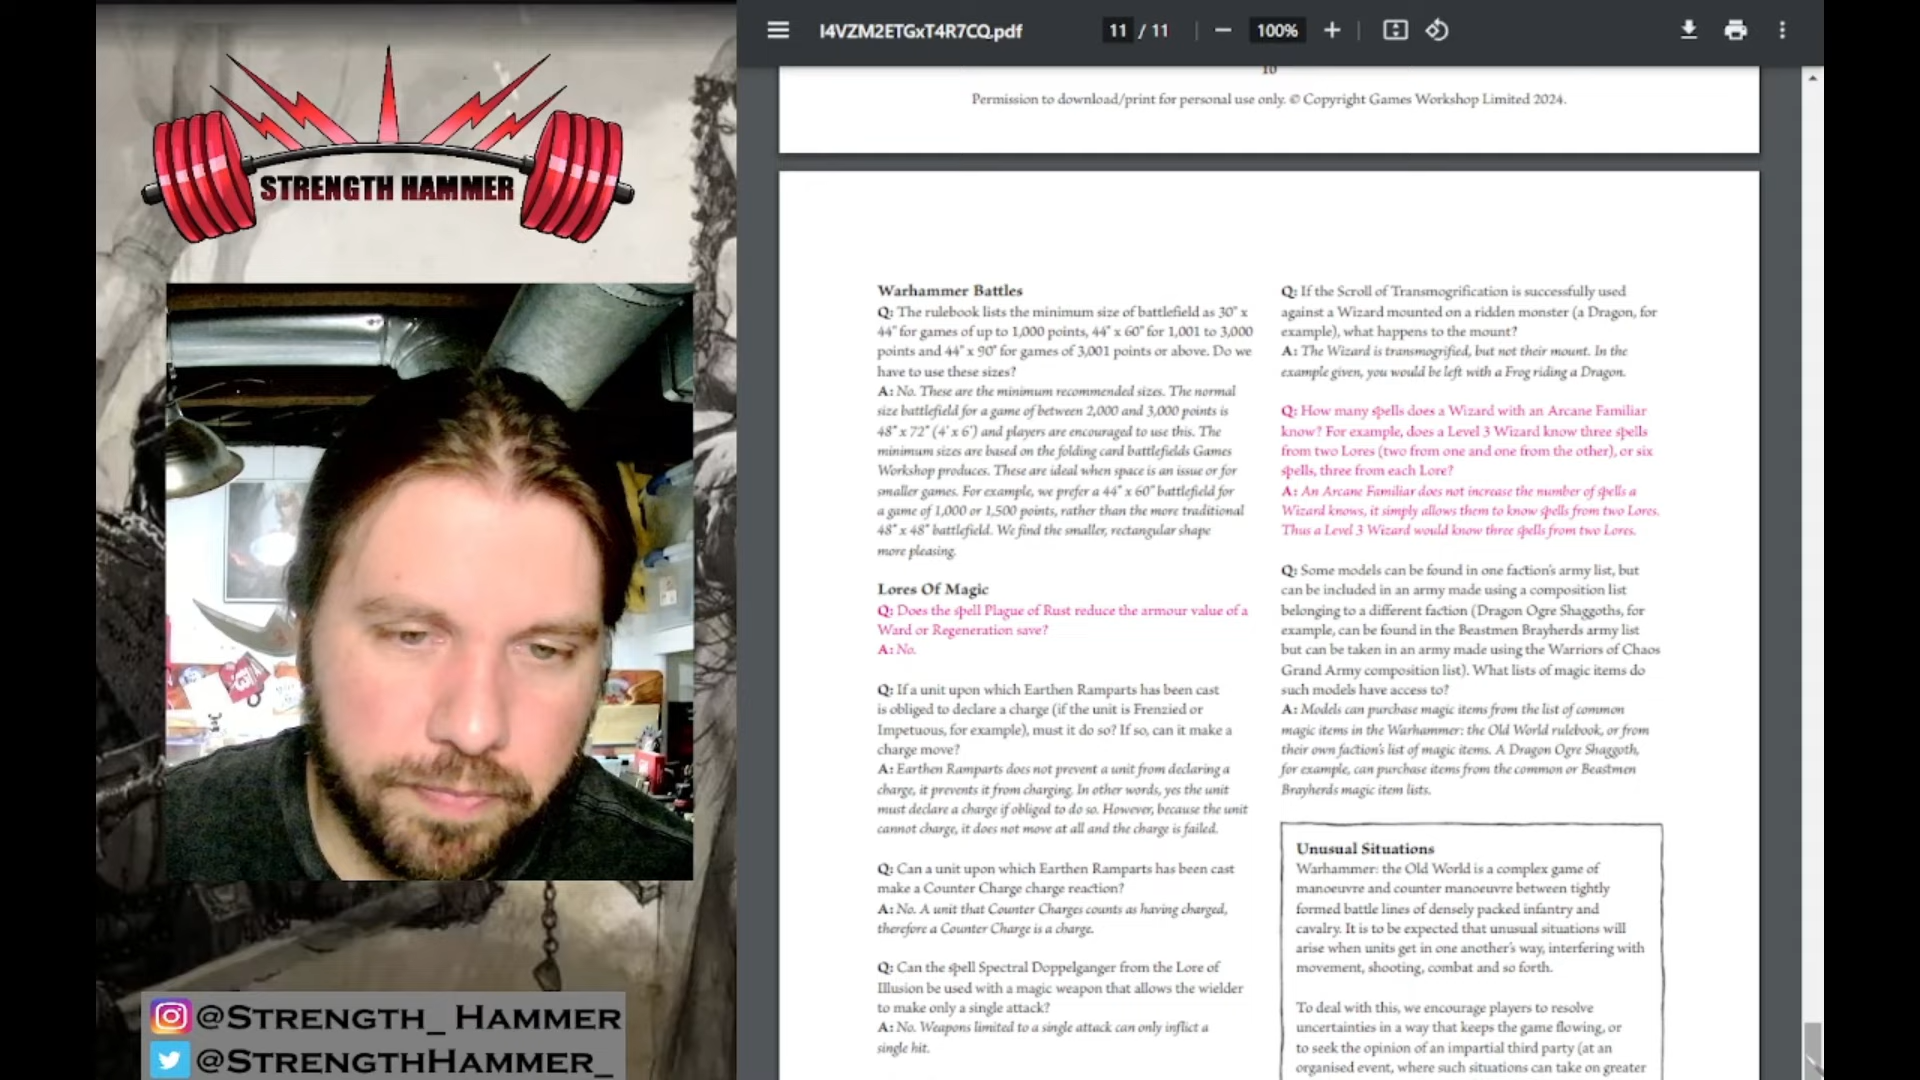 STRENGTH HAMMER
@STRENGTH_HAMMER
@STRENGTHHAMMER_
I4VZM2ETGxT4R7CQ.pdf
11 / 11
100%
10
Permission to download/print for personal use only. © Copyright Games Workshop Limited 2024.
Warhammer Battles
Q: The rulebook lists the minimum size of battlefield as 30" x
44" for games of up to 1,000 points, 44" x 60" for 1,001 to 3,000
points and 44" x 90" for games of 3,001 points or above. Do we
have to use these sizes?
A: No. These are the minimum recommended sizes. The normal
size battlefield for a game of between 2,000 and 3,000 points is
48" x 72" (4' x 6') and players are encouraged to use this. The
minimum sizes are based on the folding card battlefields Games
Workshop produces. These are ideal when space is an issue or for
smaller games. For example, we prefer a 44" x 60" battlefield for
a game of 1,000 or 1,500 points, rather than the more traditional
48" x 48" battlefield. We find the smaller, rectangular shape
more pleasing.
Lores Of Magic
Q: Does the spell Plague of Rust reduce the armour value of a
Ward or Regeneration save?
A: No.
Q: If a unit upon which Earthen Ramparts has been cast
is obliged to declare a charge (if the unit is Frenzied or
Impetuous, for example), must it do so? If so, can it make a
charge move?
A: Earthen Ramparts does not prevent a unit from declaring a
charge, it prevents it from charging. In other words, yes the unit
must declare a charge if obliged to do so. However, because the unit
cannot charge, it does not move at all and the charge is failed.
Q: Can a unit upon which Earthen Ramparts has been cast
make a Counter Charge charge reaction?
A: No. A unit that Counter Charges counts as having charged,
therefore a Counter Charge is a charge.
Q: Can the spell Spectral Doppelganger from the Lore of
Illusion be used with a magic weapon that allows the wielder
to make only a single attack?
A: No. Weapons limited to a single attack can only inflict a
single hit.
Q: If the Scroll of Transmogrification is successfully used
against a Wizard mounted on a ridden monster (a Dragon, for
example), what happens to the mount?
A: The Wizard is transmogrified, but not their mount. In the
example given, you would be left with a Frog riding a Dragon.
Q: How many spells does a Wizard with an Arcane Familiar
know? For example, does a Level 3 Wizard know three spells
from two Lores (two from one and one from the other), or six
spells, three from each Lore?
A: An Arcane Familiar does not increase the number of spells a
Wizard knows, it simply allows them to know spells from two Lores.
Thus a Level 3 Wizard would know three spells from two Lores.
Q: Some models can be found in one faction's army list, but
can be included in an army made using a composition list
belonging to a different faction (Dragon Ogre Shaggoths, for
example, can be found in the Beastmen Brayherds army list
but can be taken in an army made using the Warriors of Chaos
Grand Army composition list). What lists of magic items do
such models have access to?
A: Models can purchase magic items from the list of common
magic items in the Warhammer: the Old World rulebook, or from
their own faction's list of magic items. A Dragon Ogre Shaggoth,
for example, can purchase items from the common or Beastmen
Brayherds magic item lists.
Unusual Situations
Warhammer: the Old World is a complex game of
manoeuvre and counter manoeuvre between tightly
formed battle lines of densely packed infantry and
cavalry. It is to be expected that unusual situations will
arise when units get in one another's way, interfering with
movement, shooting, combat and so forth.
To deal with this, we encourage players to resolve
uncertainties in a way that keeps the game flowing, or
to seek the opinion of an impartial third party (at an
organised event, where such situations can take on greater